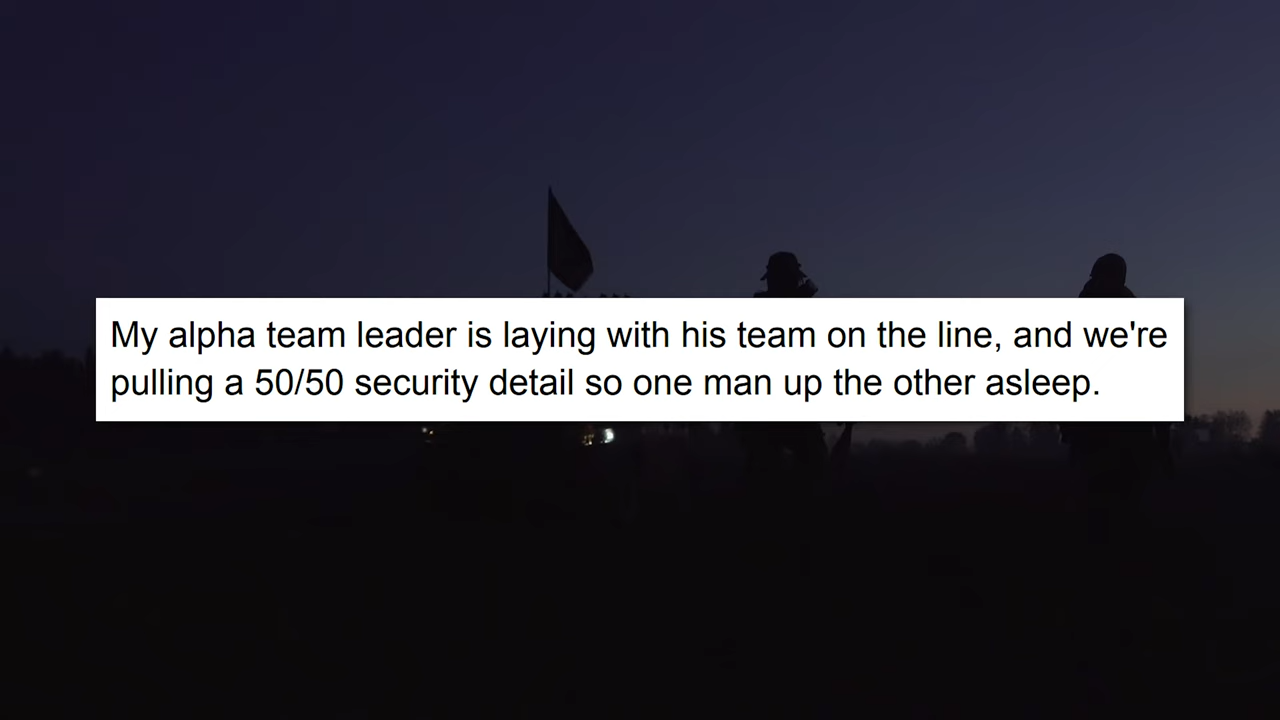 My alpha team leader is laying with his team on the line, and we're
pulling a 50/50 security detail so one man up the other asleep.